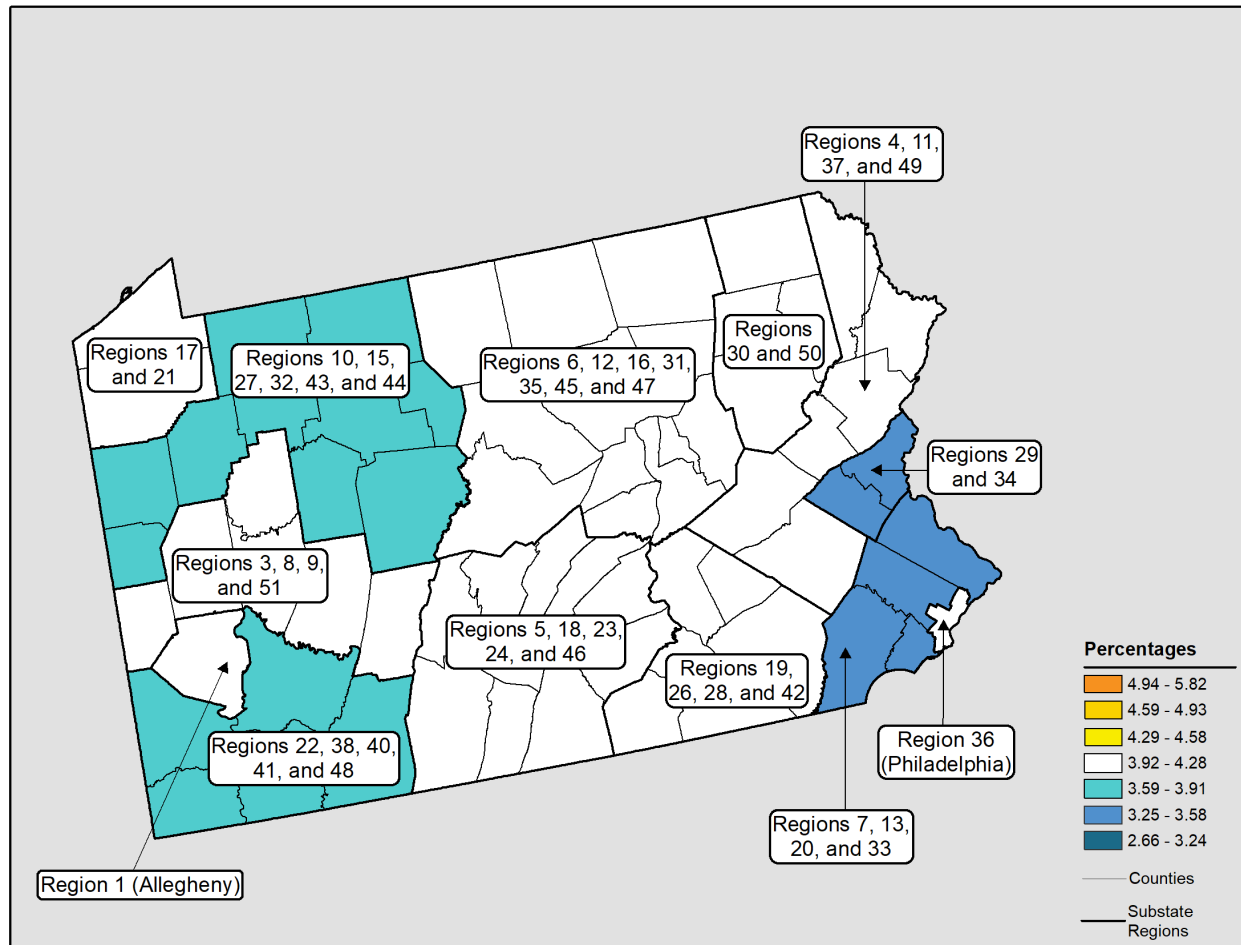 Regions 4, 11,
37, and 49
Regions 17
and 21
Regions 10, 15,
27, 32, 43, and 44
Regions 6, 12, 16, 31,
35, 45, and 47
Regions
30 and 50
Regions 29
and 34
Regions 3, 8, 9,
and 51
Regions 5, 18, 23,
24, and 46
Regions 19,
26, 28, and 42
Regions 22, 38, 40,
41, and 48
Region 36
(Philadelphia)
Regions 7, 13,
20, and 33
Region 1 (Allegheny)
Percentages
4.94 - 5.82
4.59 - 4.93
4.29 - 4.58
3.92 - 4.28
3.59 - 3.91
3.25 - 3.58
2.66 - 3.24
Counties
Substate
Regions